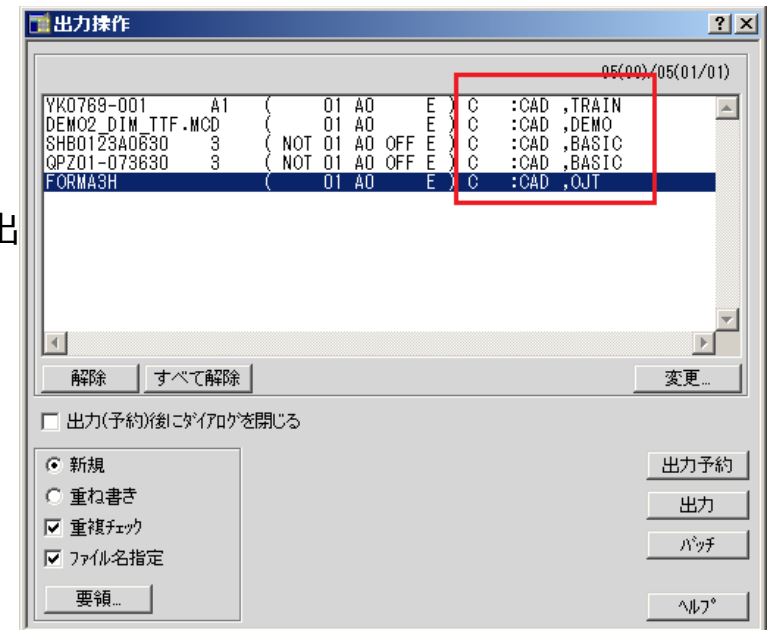 出力操作
05(00)/05(01/01)
YK0769-001 A1 ( 01 A0 E ) C :CAD ,TRAIN
DEMO2_DIM_TTF.MCD ( 01 A0 E ) C :CAD ,DEMO
SHB0123A0630 3 ( NOT 01 A0 OFF E ) C :CAD ,BASIC
QPZ01-073630 3 ( NOT 01 A0 OFF E ) C :CAD ,BASIC
FORMA3H ( 01 A0 E ) C :CAD ,OJT
出
解除 すべて解除 変更...
出力(予約)後にダイアログを閉じる
新規 出力予約
重ね書き 出力
重複チェック バッチ
ファイル名指定
要領... ヘルプ